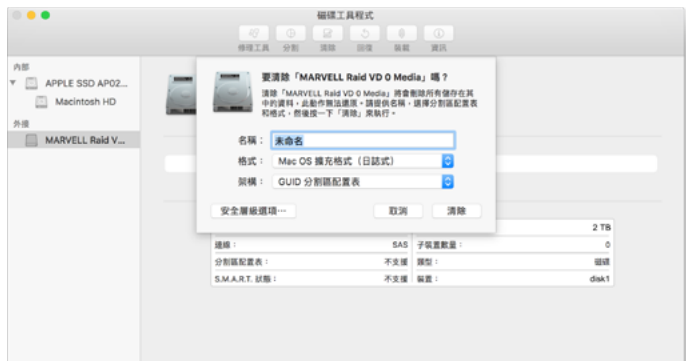 磁碟工具程式
修理工具 分割 清除 回復 裝載 資訊
內部
APPLE SSD AP02...
Macintosh HD
外接
MARVELL Raid V...
要清除「MARVELL Raid VD 0 Media」嗎？
清除「MARVELL Raid VD 0 Media」將會刪除所有儲存在其
中的資料，此動作無法還原。請提供名稱，選擇分割區配置表
和格式，然後按一下「清除」來執行。
名稱： 未命名
格式： Mac OS 擴充格式（日誌式）
架構： GUID 分割區配置表
安全層級選項⋯ 取消 清除
2 TB
連線： SAS 子裝置數量： 0
分割區配置表： 不支援 類型： 磁碟
S.M.A.R.T. 狀態： 不支援 裝置： disk1